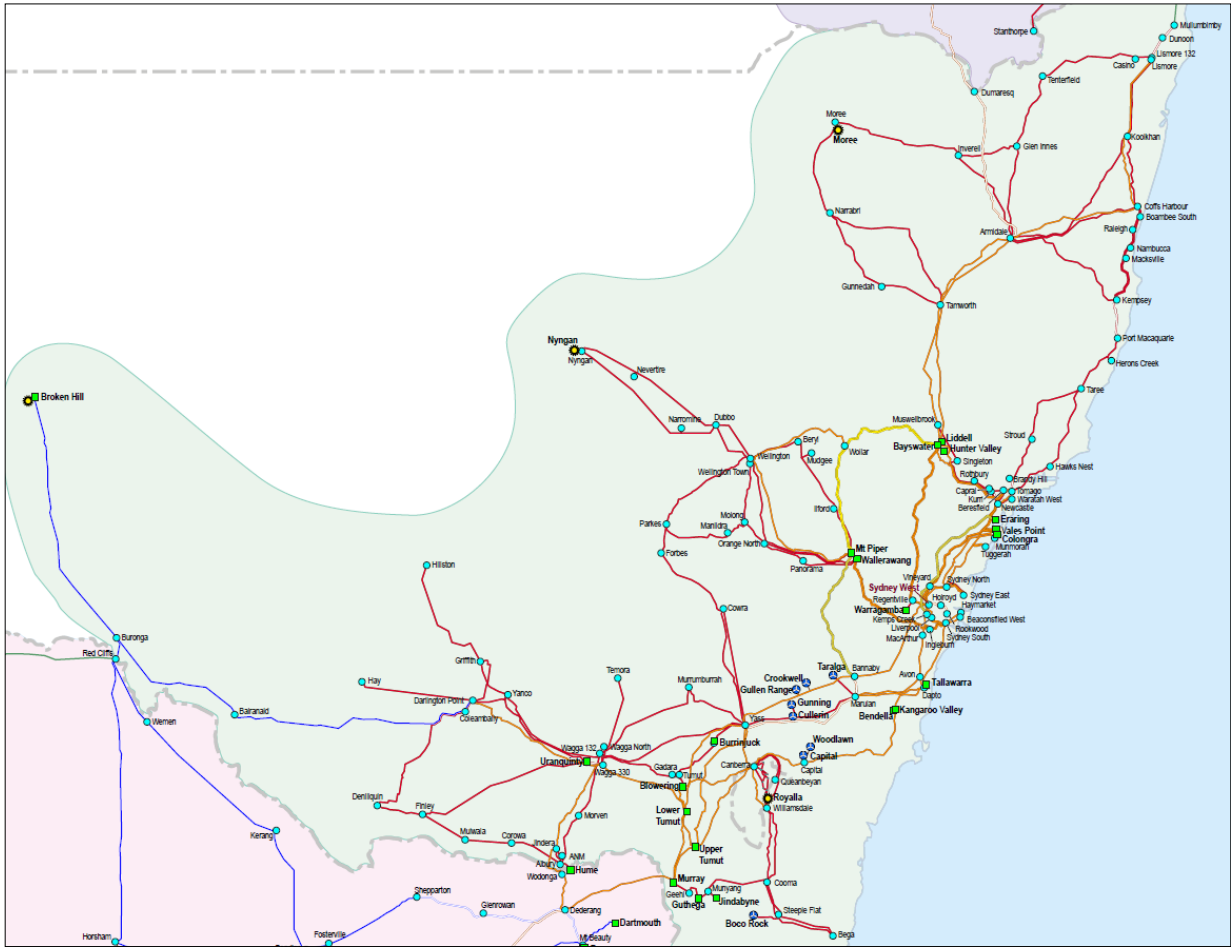 Mullumbimby
Stanthorpe
Dunoon
Lismore 132
Casino
Lismore
Tenterfield
Dumaresq
Moree
Moree
Kookhan
Inverell
Glen Innes
Coffs Harbour
Narrabri
Boambee South
Raleigh
Armidale
Nambucca
Macksville
Gunnedah
Kempsey
Tamworth
Port Macaquarie
Nyngan
Nyngan
Herons Creek
Nevertire
Taree
Broken Hill
Narromine
Dubbo
Muswellbrook
Stroud
Beryl
Liddell
Bayswater
Wollar
Hunter Valley
Wellington
Mudgee
Singleton
Wellington Town
Hawks Nest
Rothbury
Brandy Hill
Capral
Tomago
Kurri
Waratah West
Beresfield
Newcastle
Ilford
Molong
Eraring
Parkes
Manildra
Vales Point
Colongra
Orange North
Munmorah
Mt Piper
Tuggerah
Forbes
Wallerawang
Panorama
Hillston
Vineyard
Sydney North
Sydney West
Sydney East
Regentville
Holroyd
Haymarket
Cowra
Warragamba
Kemps Creek
Beaconsfied West
Liverpool
Rookwood
Buronga
MacArthur
Sydney South
Ingleburn
Red Cliffs
Griffith
Temora
Taralga
Bannaby
Avon
Hay
Crookwell
Tallawarra
Murrumburrah
Gullen Range
Dapto
Yanco
Darlington Point
Gunning
Marulan
Kangaroo Valley
Coleambally
Cullerin
Bendella
Balranald
Yass
Wemen
Woodlawn
Wagga 132
Wagga North
Burrinjuck
Capital
Uranquinty
Wagga 330
Gadara
Tumut
Canberra
Capital
Blowering
Queanbeyan
Deniliquin
Royalla
Finley
Lower
Tumut
Williamsdale
Morven
Kerang
Mulwala
Corowa
Jindera
ANM
Upper
Tumut
Albury
Hume
Wodonga
Murray
Cooma
Shepparton
Geehi
Munyang
Guthega
Jindabyne
Glenrowan
Dederang
Steeple Flat
Dartmouth
Boco Rock
Horsham
Fosterville
Mt Beauty
Bega